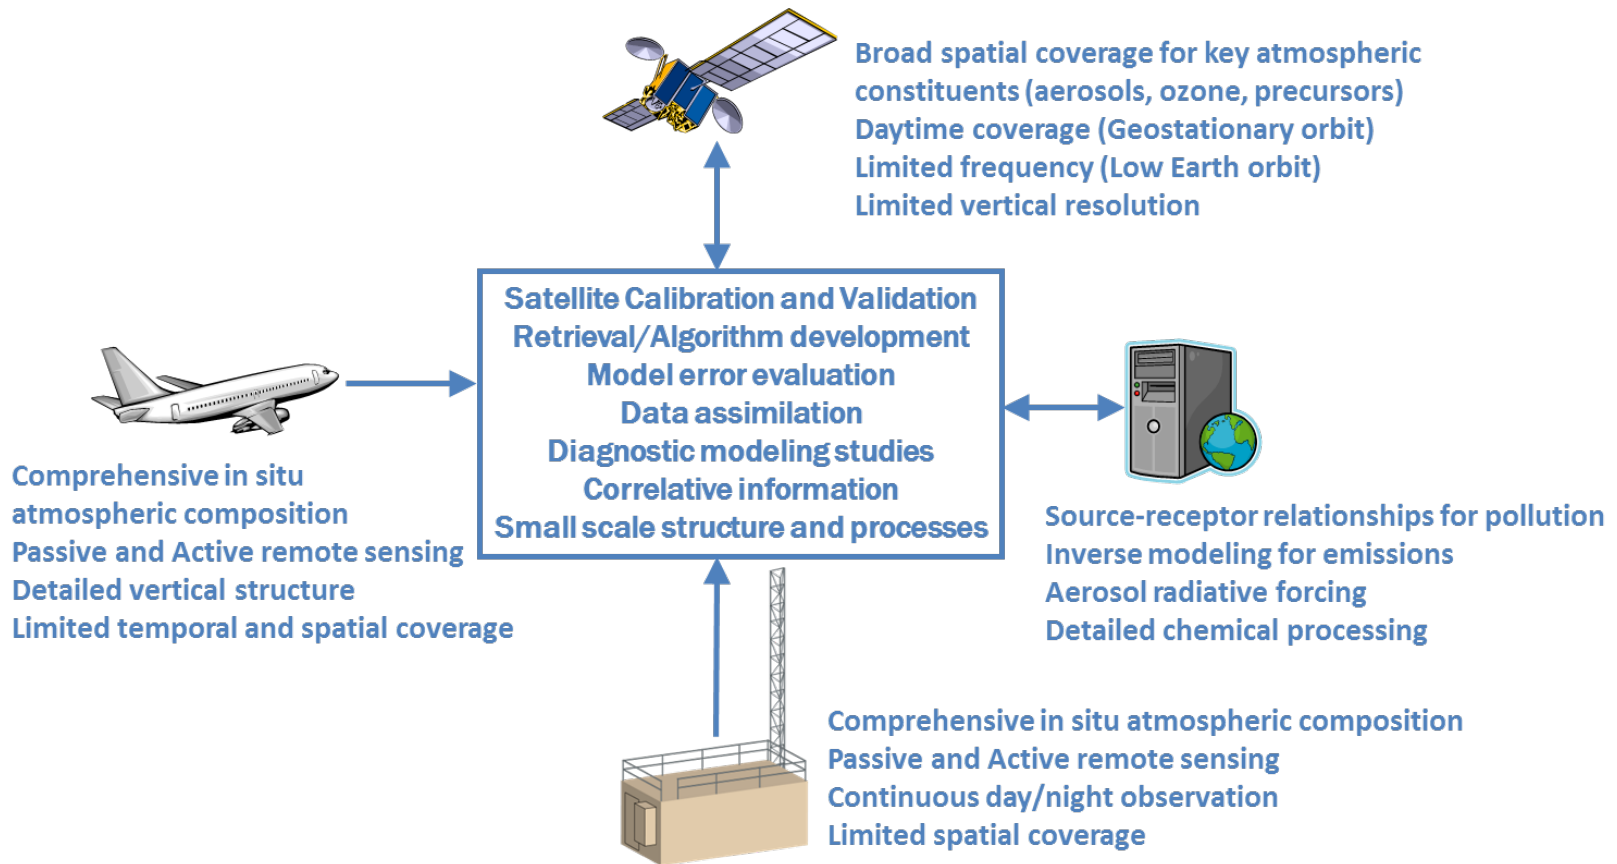 Broad spatial coverage for key atmospheric
constituents (aerosols, ozone, precursors)
Daytime coverage (Geostationary orbit)
Limited frequency (Low Earth orbit)
Limited vertical resolution
Satellite Calibration and Validation
Retrieval/Algorithm development
Model error evaluation
Data assimilation
Diagnostic modeling studies
Correlative information
Small scale structure and processes
Comprehensive in situ
atmospheric composition
Passive and Active remote sensing
Detailed vertical structure
Limited temporal and spatial coverage
Source-receptor relationships for pollution
Inverse modeling for emissions
Aerosol radiative forcing
Detailed chemical processing
Comprehensive in situ atmospheric composition
Passive and Active remote sensing
Continuous day/night observation
Limited spatial coverage